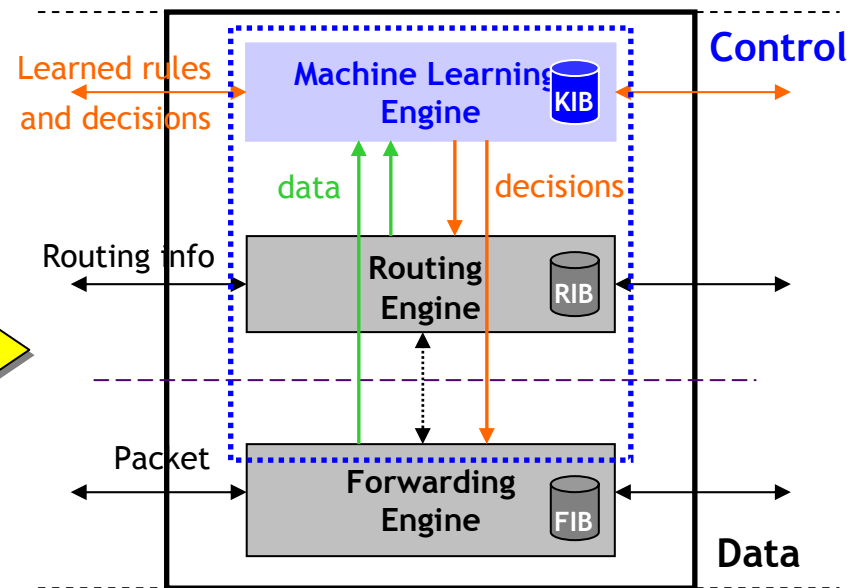 Control
Learned rules
and decisions
Machine Learning
Engine
KIB
data
decisions
Routing info
Routing
Engine
RIB
Packet
Forwarding
Engine
FIB
Data